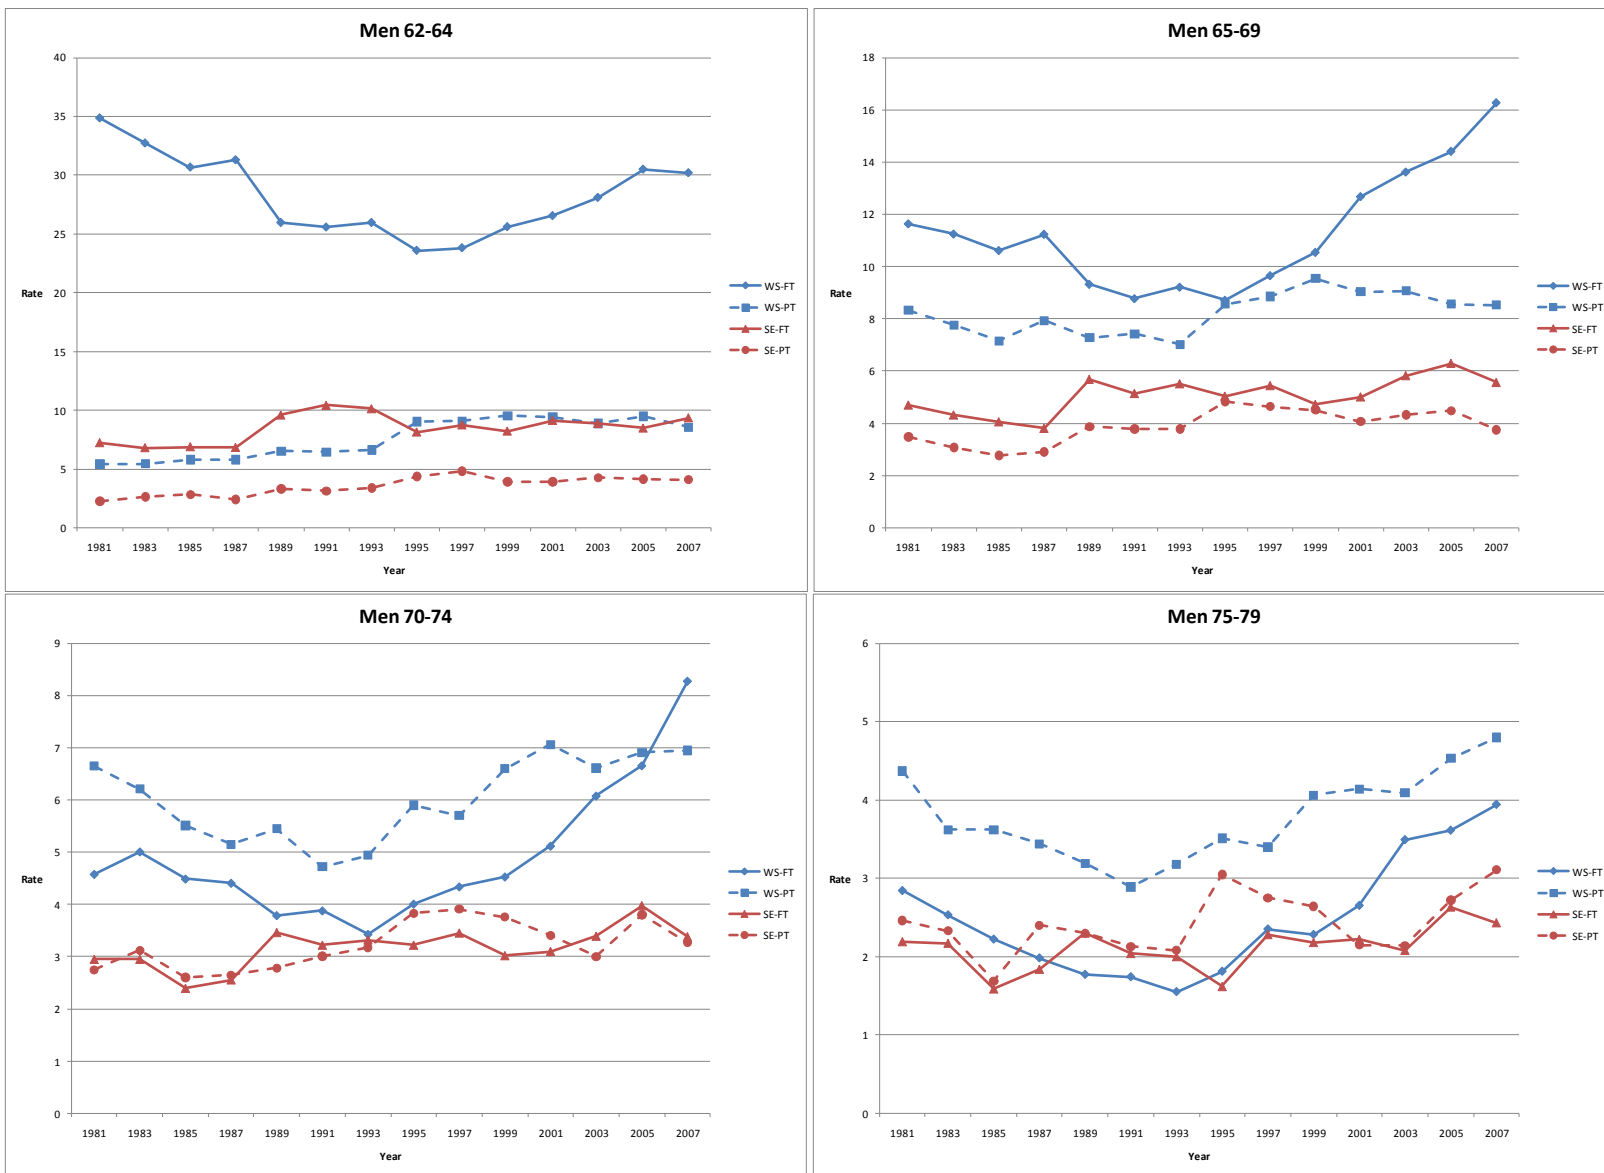 Men 62-64
40
35
30
25
20
15
10
5
0
Rate
1981 1983 1985 1987 1989 1991 1993 1995 1997 1999 2001 2003 2005 2007
Year
WS-FT
WS-PT
SE-FT
SE-PT
Men 65-69
18
16
14
12
10
8
6
4
2
0
Rate
1981 1983 1985 1987 1989 1991 1993 1995 1997 1999 2001 2003 2005 2007
Year
WS-FT
WS-PT
SE-FT
SE-PT
Men 70-74
9
8
7
6
5
4
3
2
1
0
Rate
1981 1983 1985 1987 1989 1991 1993 1995 1997 1999 2001 2003 2005 2007
Year
WS-FT
WS-PT
SE-FT
SE-PT
Men 75-79
6
5
4
3
2
1
0
Rate
1981 1983 1985 1987 1989 1991 1993 1995 1997 1999 2001 2003 2005 2007
Year
WS-FT
WS-PT
SE-FT
SE-PT